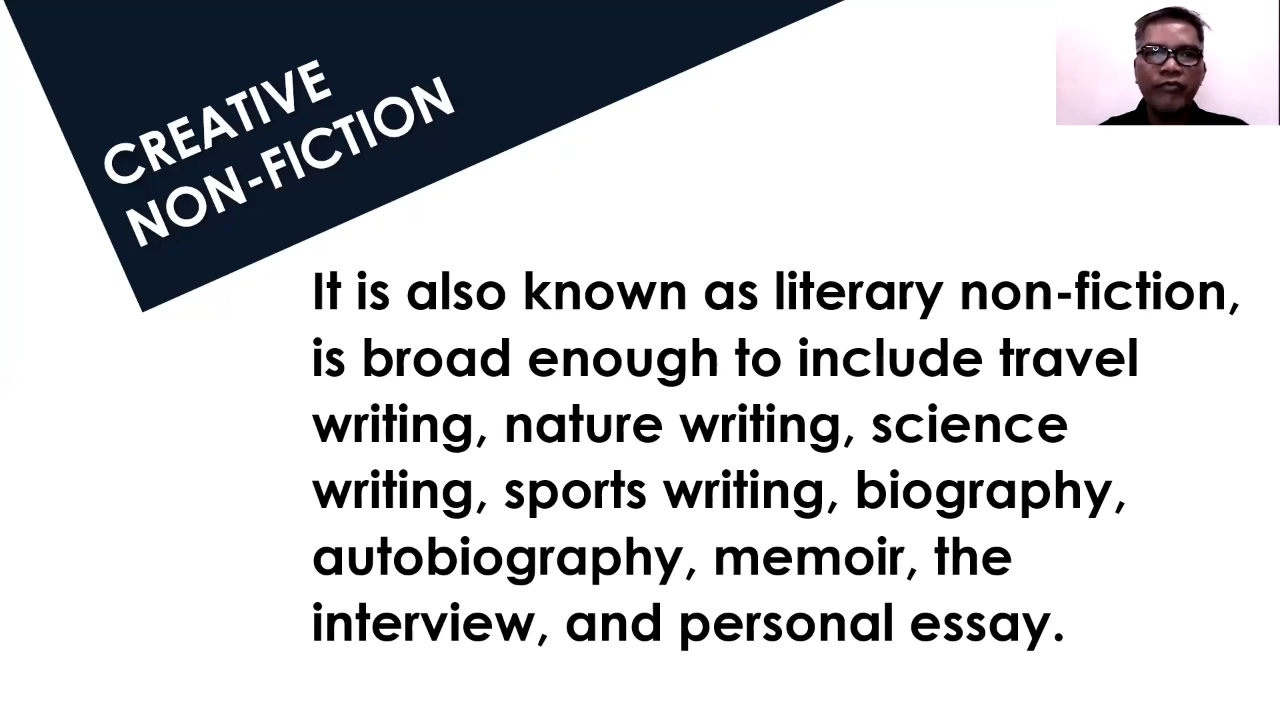 CREATIVE
NON-FICTION
It is also known as literary non-fiction,
is broad enough to include travel
writing, nature writing, science
writing, sports writing, biography,
autobiography, memoir, the
interview, and personal essay.